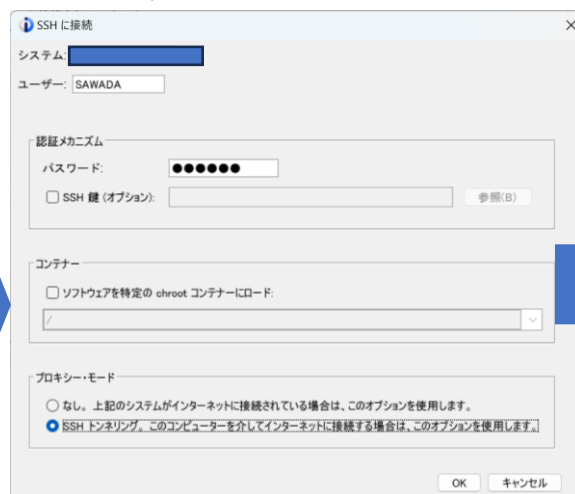 SSH に接続
システム:
ユーザー: SAWADA
認証メカニズム
パスワード: ●●●●●●
SSH 鍵 (オプション): 参照(B)
コンテナー
ソフトウェアを特定の chroot コンテナーにロード:
/
プロキシー・モード
なし。上記のシステムがインターネットに接続されている場合は、このオプションを使用します。
SSH トンネリング。このコンピューターを介してインターネットに接続する場合は、このオプションを使用します。
OK キャンセル